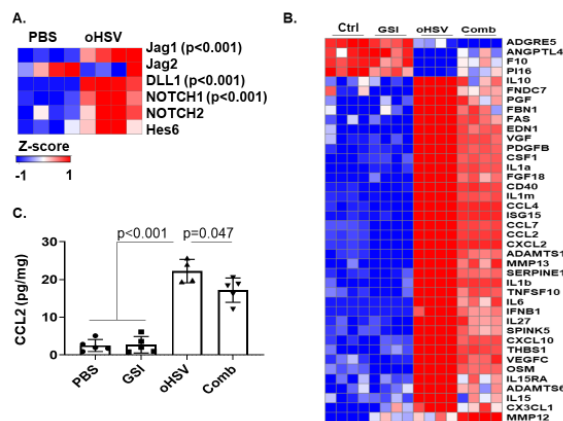 A.
PBS oHSV
Jag1 (p<0.001)
Jag2
DLL1 (p<0.001)
NOTCH1 (p<0.001)
NOTCH2
Hes6
Z-score
-1 1
B.
Ctrl GSI oHSV Comb
ADGRE5
ANGPTL4
F10
PI16
IL10
FNDC7
PGF
FBN1
FAS
EDN1
VGF
PDGFB
CSF1
IL1a
FGF18
CD40
IL1m
CCL4
ISG15
CCL7
CCL2
CXCL2
ADAMTS1
MMP13
SERPINE1
IL1b
TNFSF10
IL6
IFNB1
IL27
SPINK5
CXCL10
THBS1
VEGFC
OSM
IL15RA
ADAMTS6
IL15
CX3CL1
MMP12
C.
p<0.001 p=0.047
CCL2 (pg/mg)
30
20
10
0
PBS GSI oHSV Comb